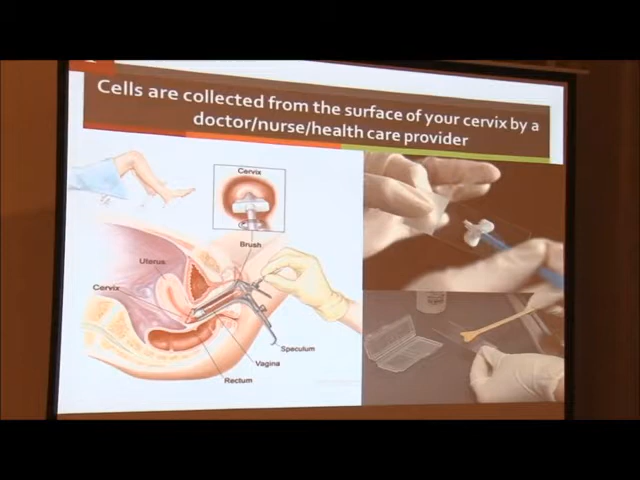 Cells are collected from the surface of your cervix by a
doctor/nurse/health care provider
Cervix
Brush
Uterus
Cervix
Speculum
Vagina
Rectum